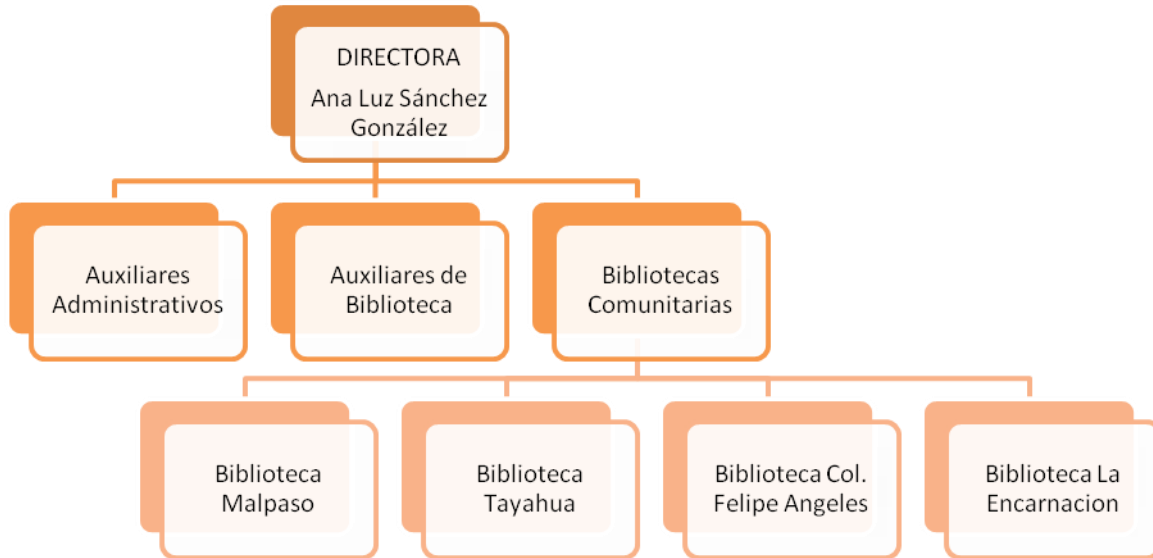 DIRECTORA
Ana Luz Sánchez
González
Auxiliares
Administrativos
Auxiliares de
Biblioteca
Bibliotecas
Comunitarias
Biblioteca
Malpaso
Biblioteca
Tayahua
Biblioteca Col.
Felipe Angeles
Biblioteca La
Encarnacion